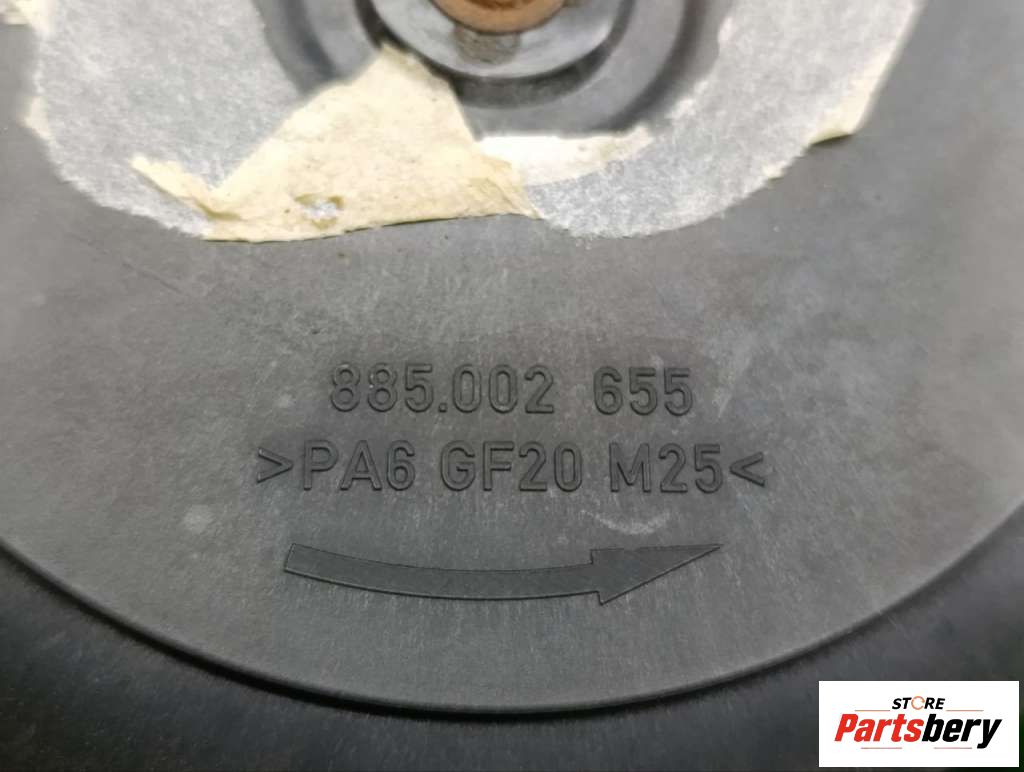 885.002 655
>PA6 GF20 M25<
STORE
Partsbery